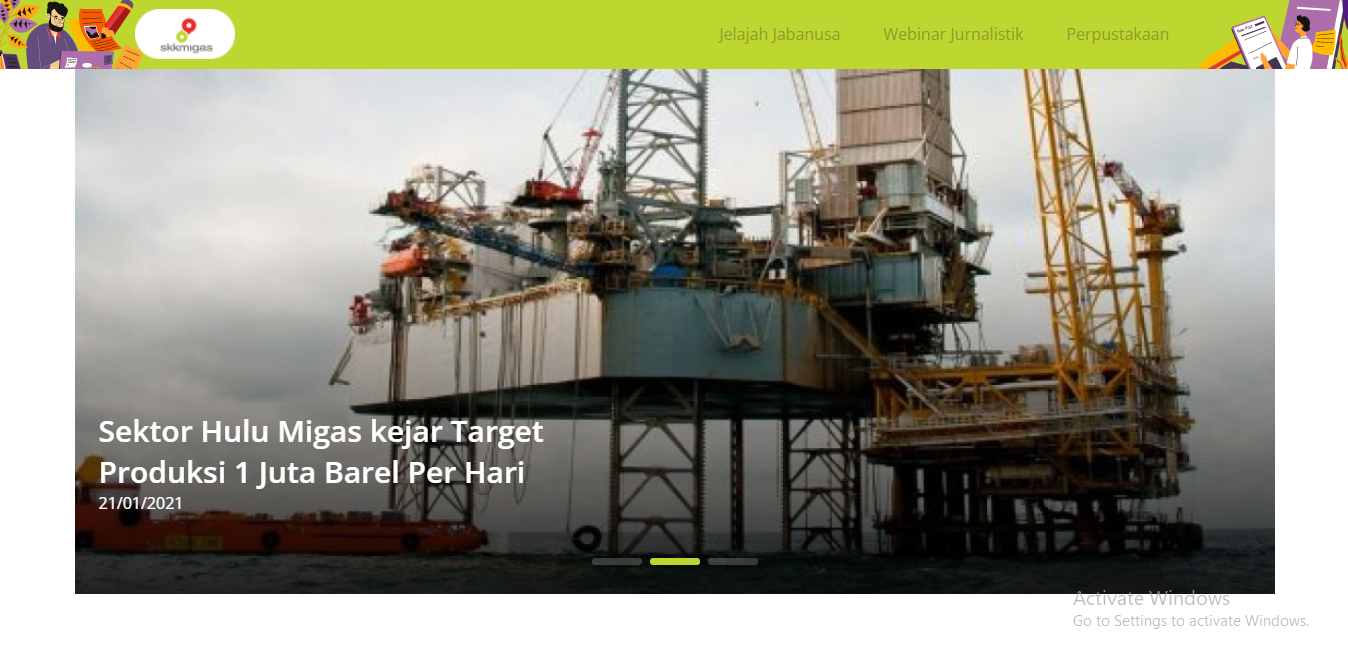 skkmigas
Jelajah Jabanusa
Webinar Jurnalistik
Perpustakaan
Sektor Hulu Migas kejar Target
Produksi 1 Juta Barel Per Hari
21/01/2021
Activate Windows
Go to Settings to activate Windows.